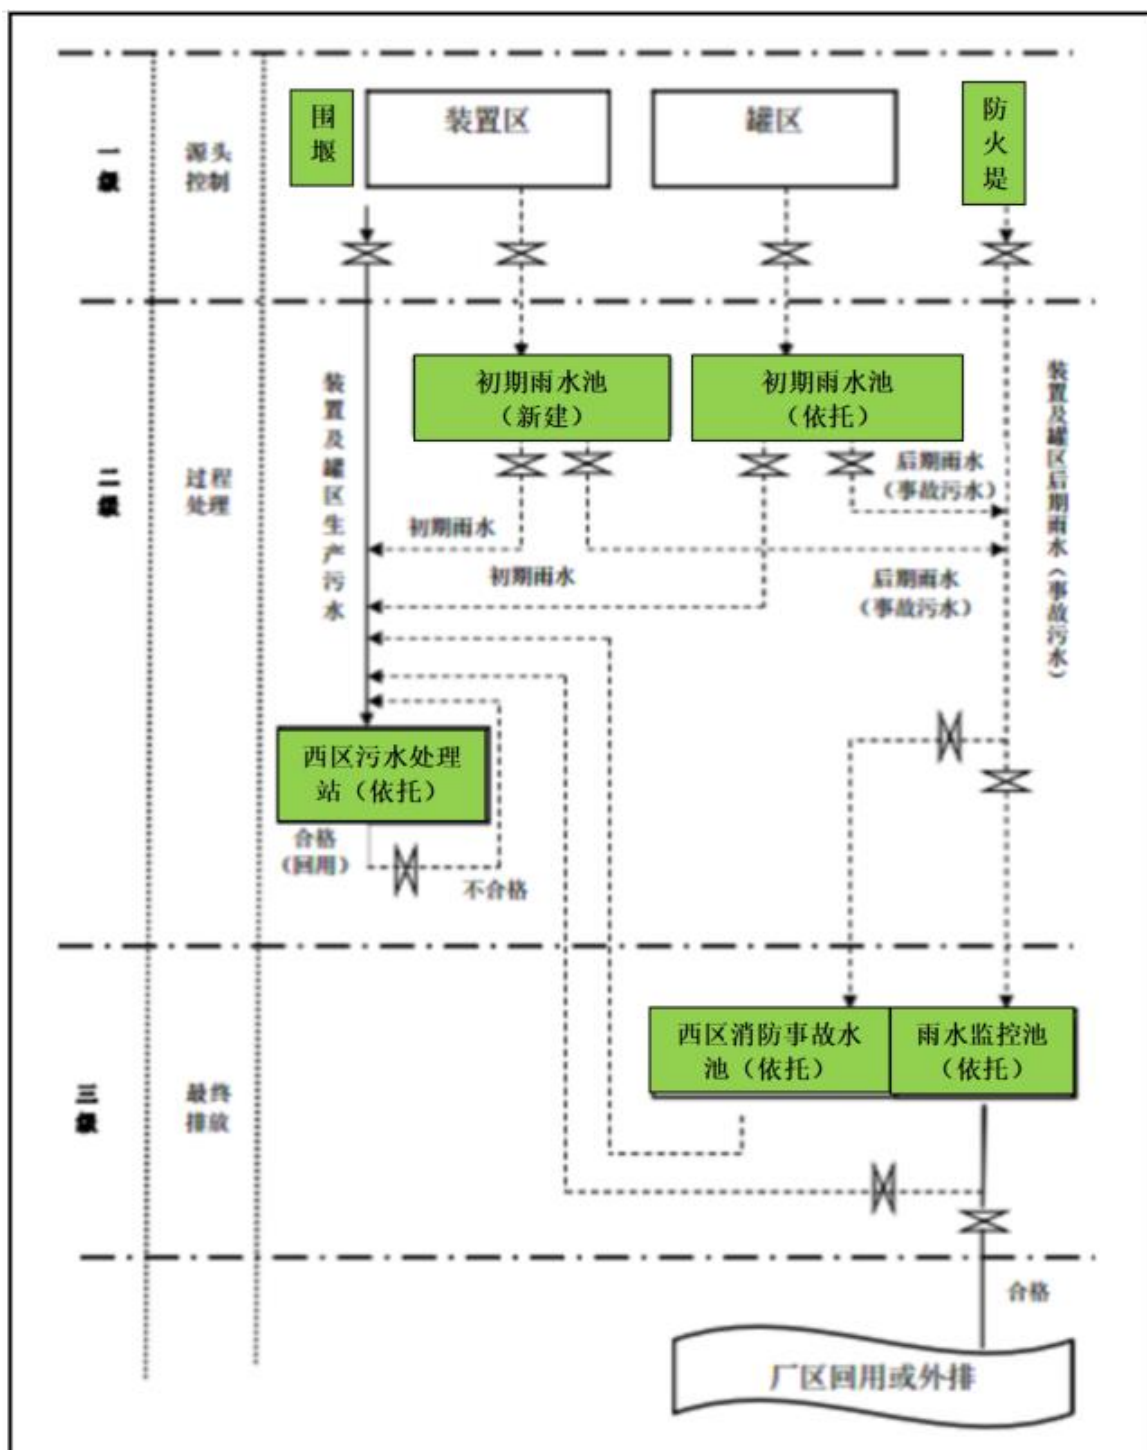 一级
源头
控制
围
堰
装置区
罐区
防
火
堤
二级
过程
处理
装置及罐区生产污水
初期雨水池
（新建）
初期雨水池
（依托）
后期雨水
（事故污水）
装置及罐区后期雨水（事故污水）
初期雨水
初期雨水
后期雨水
（事故污水）
西区污水处理
站（依托）
合格
（回用）
不合格
三级
最终
排放
西区消防事故水
池（依托）
雨水监控池
（依托）
合格
厂区回用或外排